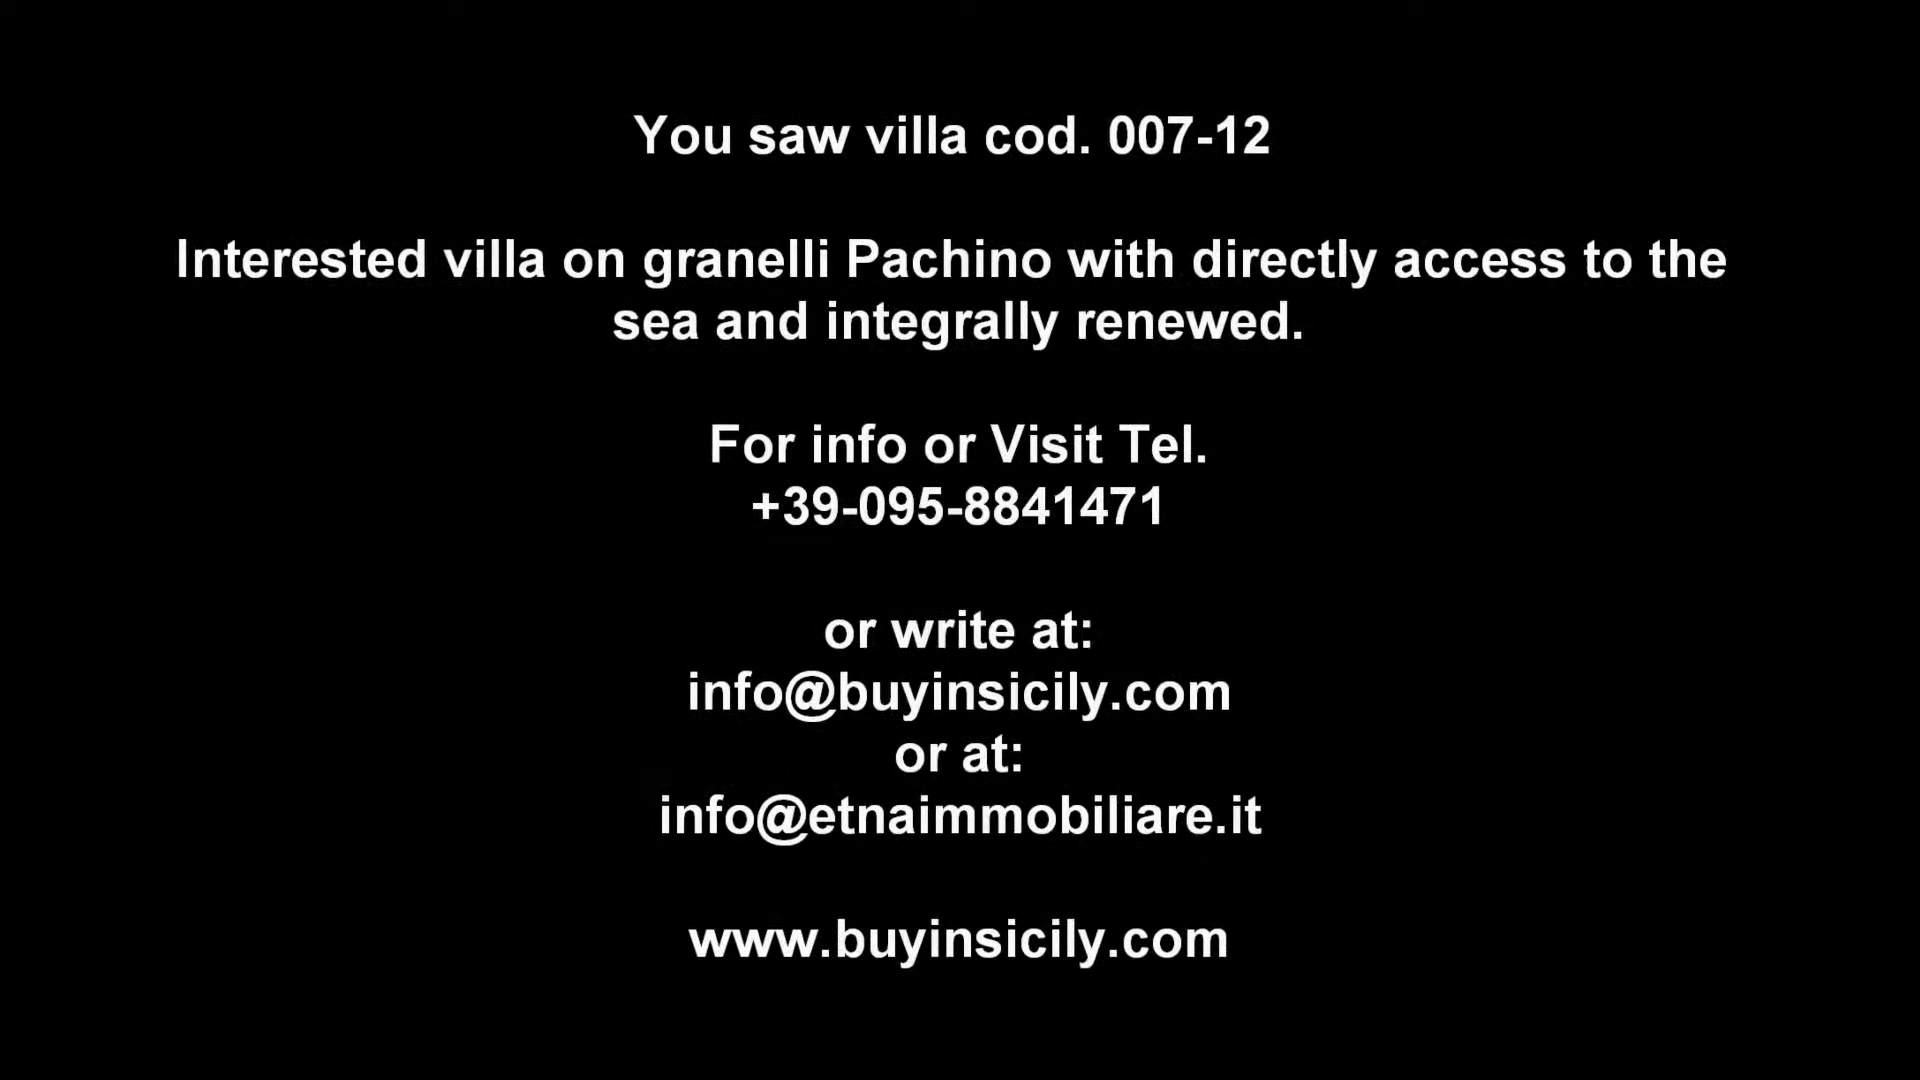 You saw villa cod. 007-12
Interested villa on granelli Pachino with directly access to the
sea and integrally renewed.
For info or Visit Tel.
+39-095-8841471
or write at:
info@buyinsicily.com
or at:
info@etnaimmobiliare.it
www.buyinsicily.com